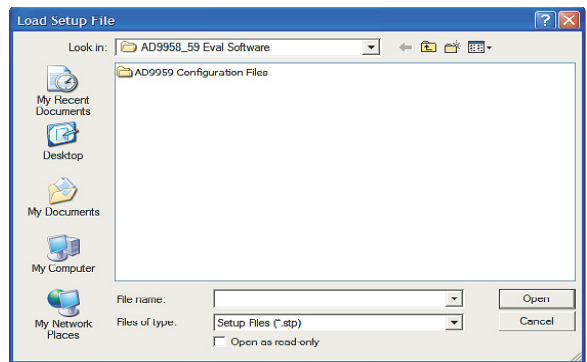 Load Setup File
Look in:
AD9958_59 Eval Software
AD9959 Configuration Files
My Recent
Documents
Desktop
My Documents
My Computer
My Network
Places
File name:
Open
Files of type:
Setup Files (*.stp)
Cancel
Open as read-only